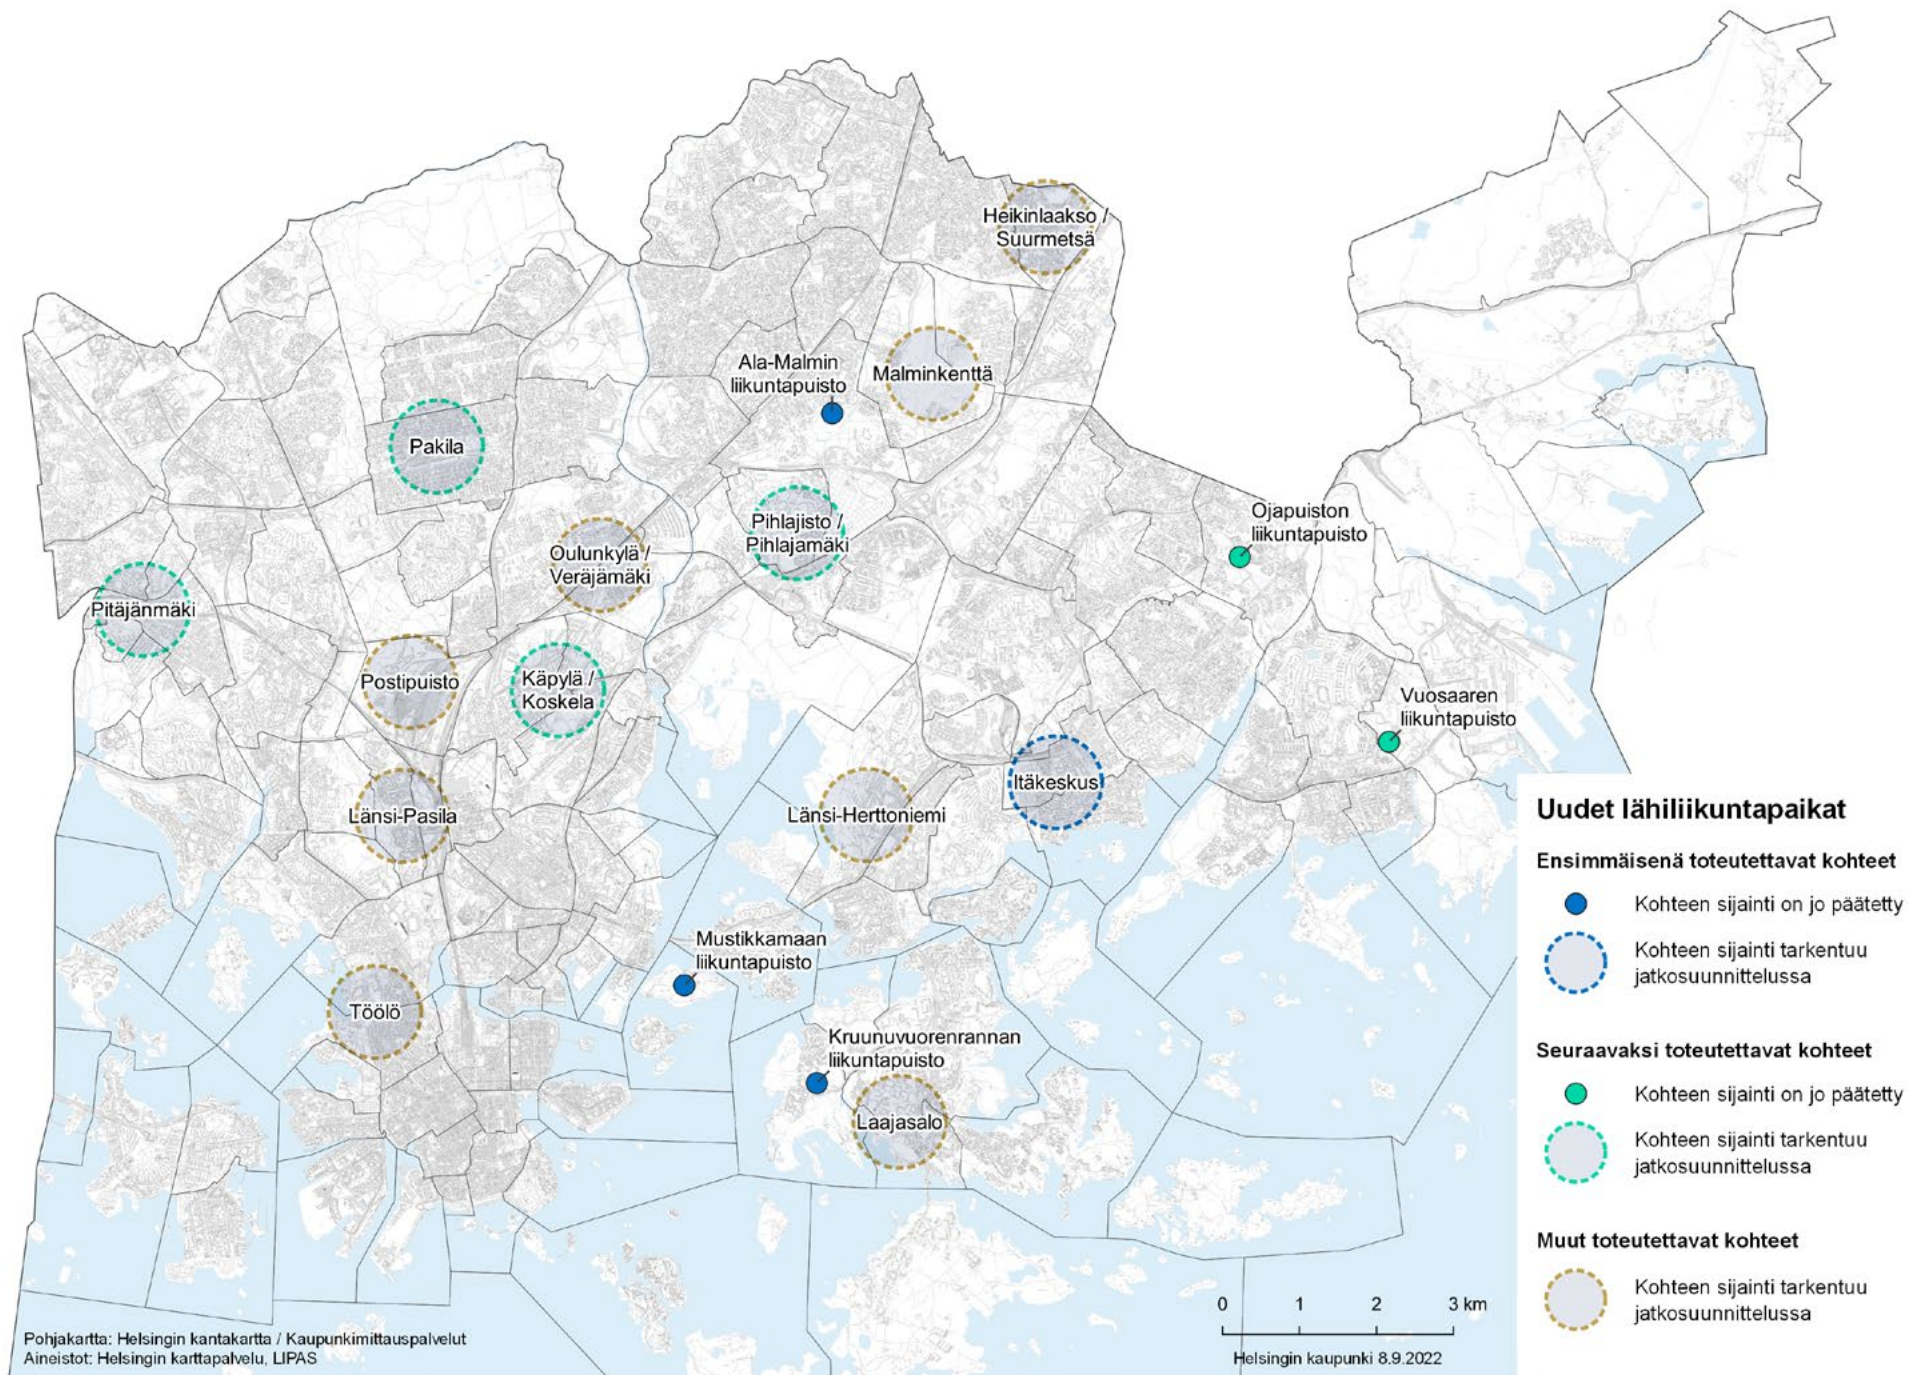 Heikinlaakso /
Suurmetsä
Ala-Malmin
liikuntapuisto
Malminkenttä
Pakila
Pihlajisto /
Pihlajamäki
Ojapuiston
liikuntapuisto
Oulunkylä /
Veräjämäki
Pitäjänmäki
Postipuisto
Käpylä /
Koskela
Vuosaaren
liikuntapuisto
Itäkeskus
Länsi-Pasila
Länsi-Herttoniemi
Mustikkamaan
liikuntapuisto
Töölö
Kruunuvuorenrannan
liikuntapuisto
Laajasalo
Uudet lähiliikuntapaikat
Ensimmäisenä toteutettavat kohteet
Kohteen sijainti on jo päätetty
Kohteen sijainti tarkentuu
jatkosuunnittelussa
Seuraavaksi toteutettavat kohteet
Kohteen sijainti on jo päätetty
Kohteen sijainti tarkentuu
jatkosuunnittelussa
Muut toteutettavat kohteet
Kohteen sijainti tarkentuu
jatkosuunnittelussa
0 1 2 3 km
Helsingin kaupunki 8.9.2022
Pohjakartta: Helsingin kantakartta / Kaupunkimittauspalvelut
Aineistot: Helsingin karttapalvelu, LIPAS